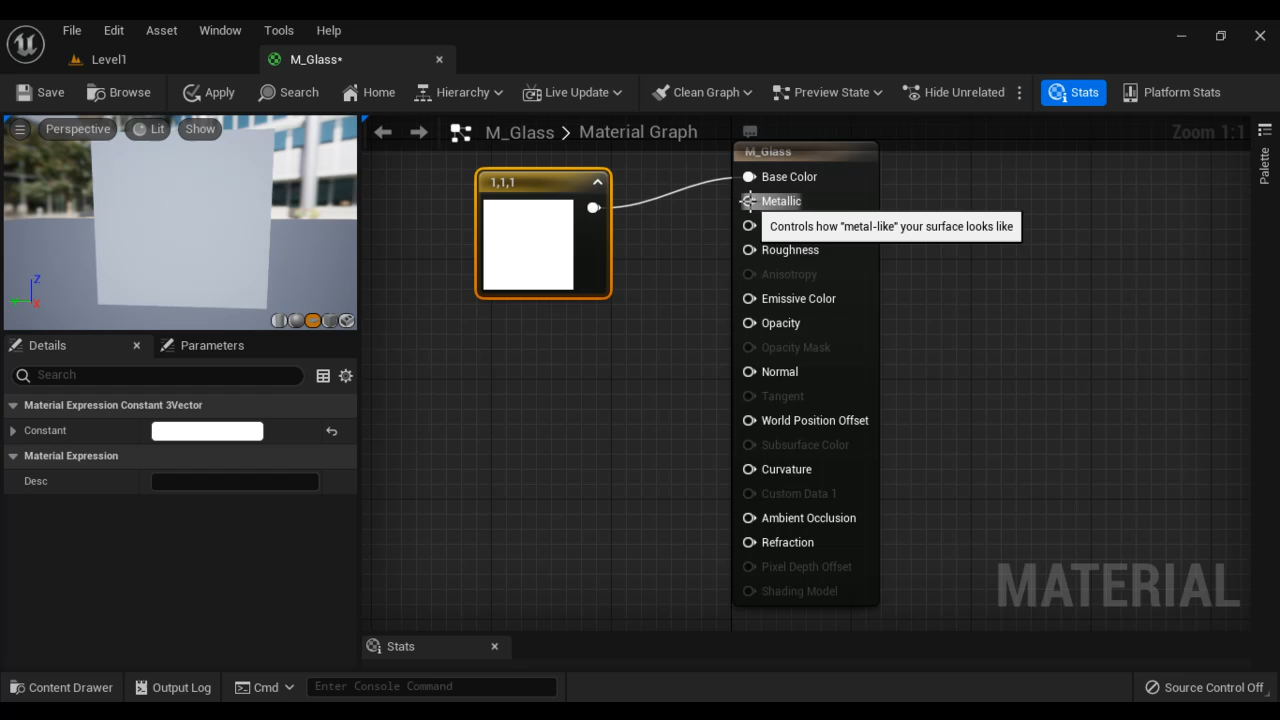 File Edit Asset Window Tools Help
Level1 M_Glass*
Save Browse Apply Search Home Hierarchy Live Update Clean Graph Preview State Hide Unrelated Stats Platform Stats
Perspective Lit Show
M_Glass > Material Graph
Zoom 1:1
Palette
Z
X
1,1,1
M_Glass
Base Color
Metallic
Controls how "metal-like" your surface looks like
Roughness
Anisotropy
Emissive Color
Opacity
Opacity Mask
Normal
Tangent
World Position Offset
Subsurface Color
Curvature
Custom Data 1
Ambient Occlusion
Refraction
Pixel Depth Offset
Shading Model
MATERIAL
Details Parameters
Search
Material Expression Constant 3Vector
Constant
Material Expression
Desc
Stats
Content Drawer Output Log Cmd Enter Console Command Source Control Off